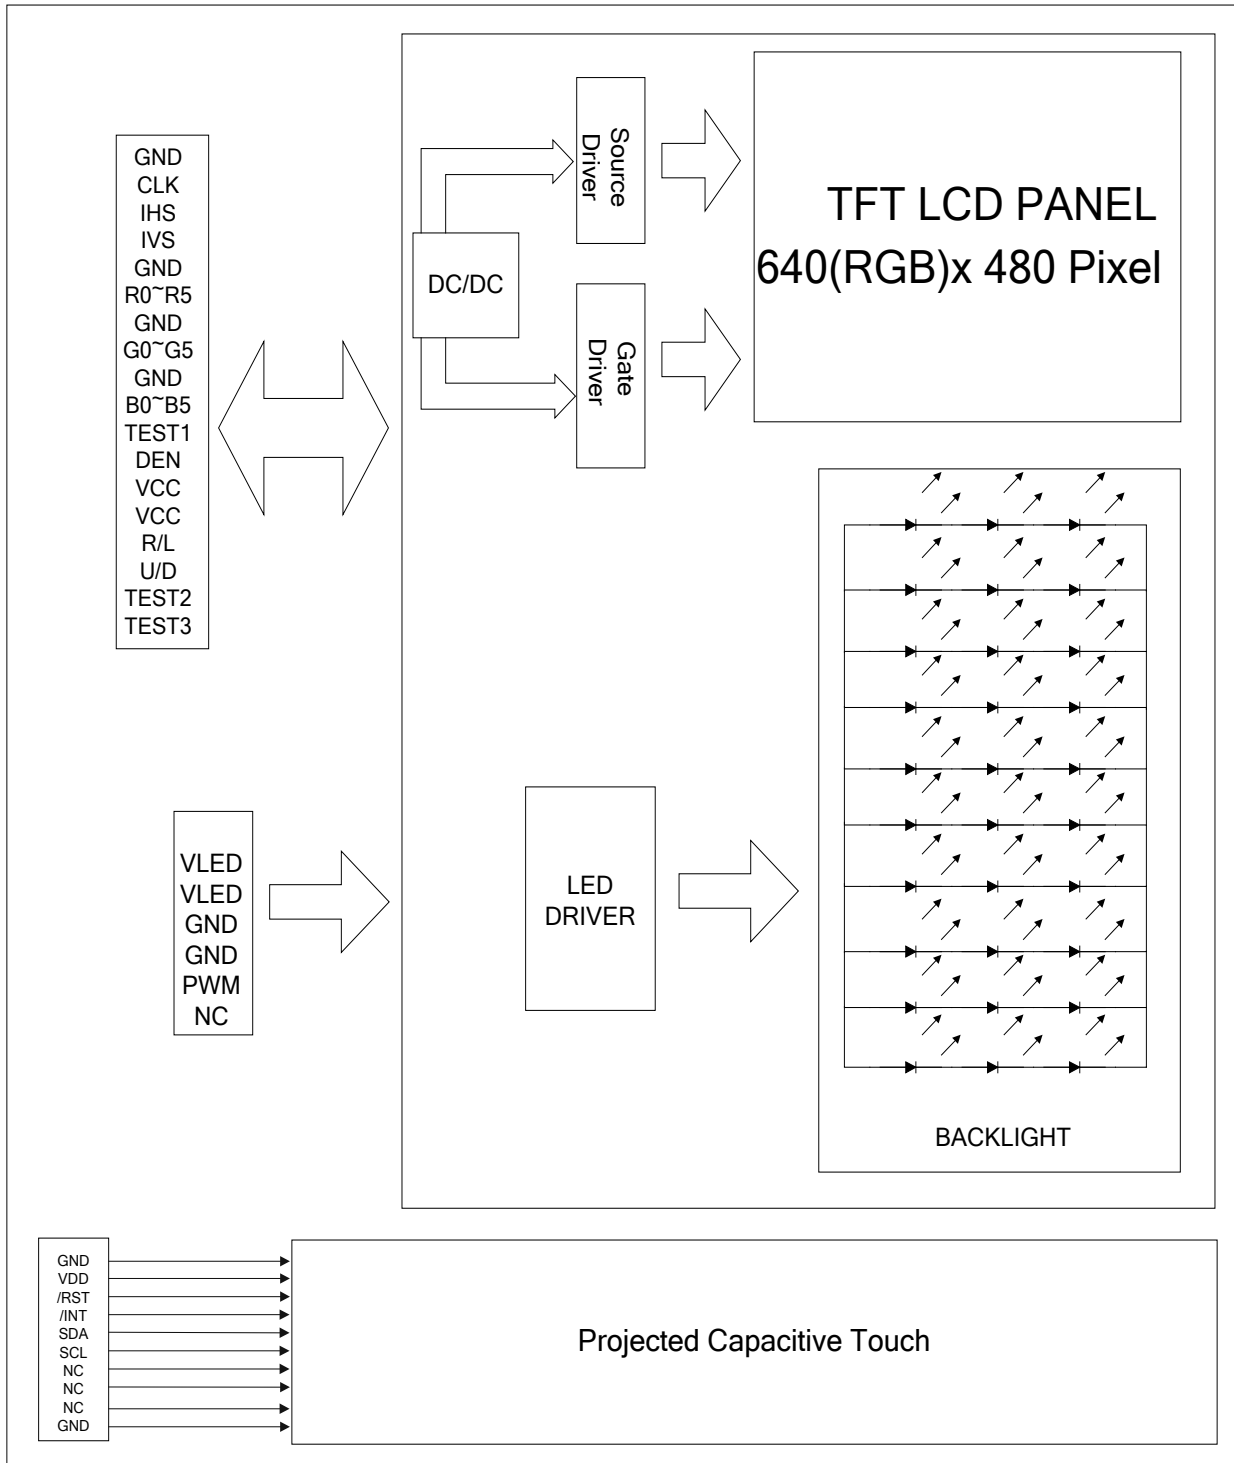 GND
CLK
IHS
IVS
GND
R0~R5
GND
G0~G5
GND
B0~B5
TEST1
DEN
VCC
VCC
R/L
U/D
TEST2
TEST3
DC/DC
Source
Driver
Gate
Driver
TFT LCD PANEL
640(RGB)x 480 Pixel
VLED
VLED
GND
GND
PWM
NC
LED
DRIVER
BACKLIGHT
GND
VDD
/RST
/INT
SDA
SCL
NC
NC
NC
GND
Projected Capacitive Touch